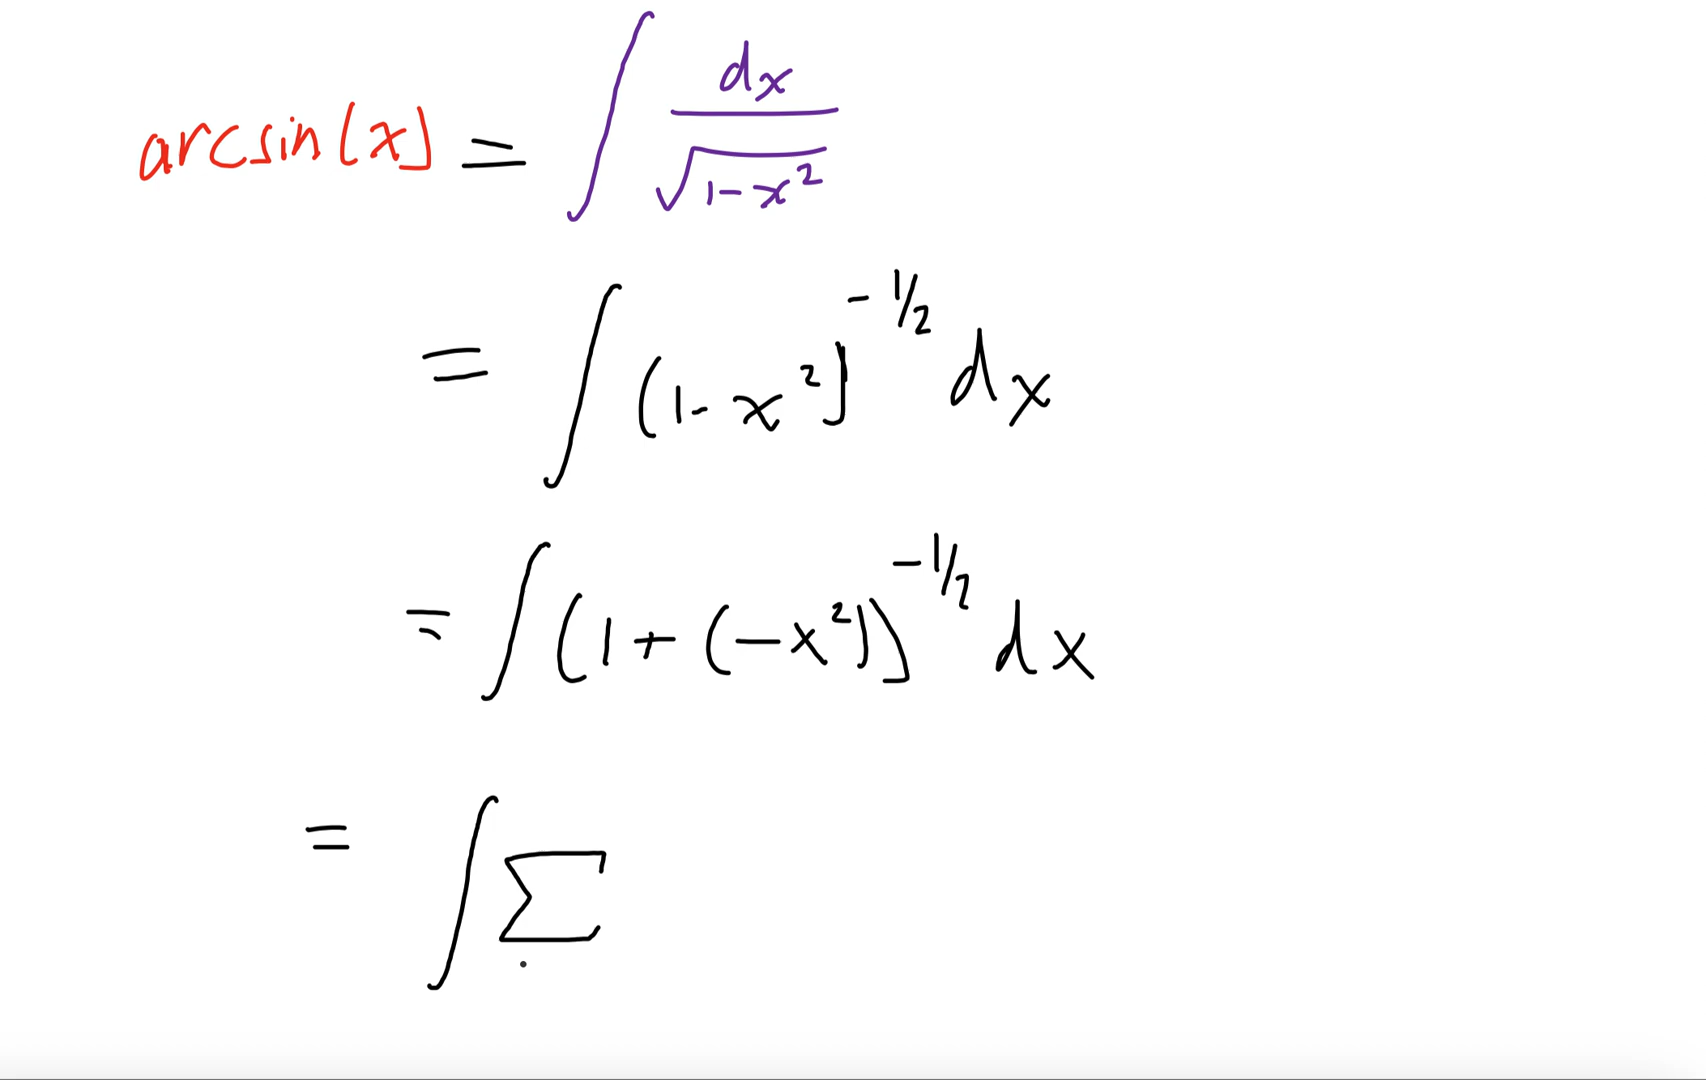 arcsin(x) = ∫ dx / √(1-x²)
= ∫ (1-x²)^(-1/2) dx
= ∫ (1+(-x²))^(-1/2) dx
= ∫ Σ